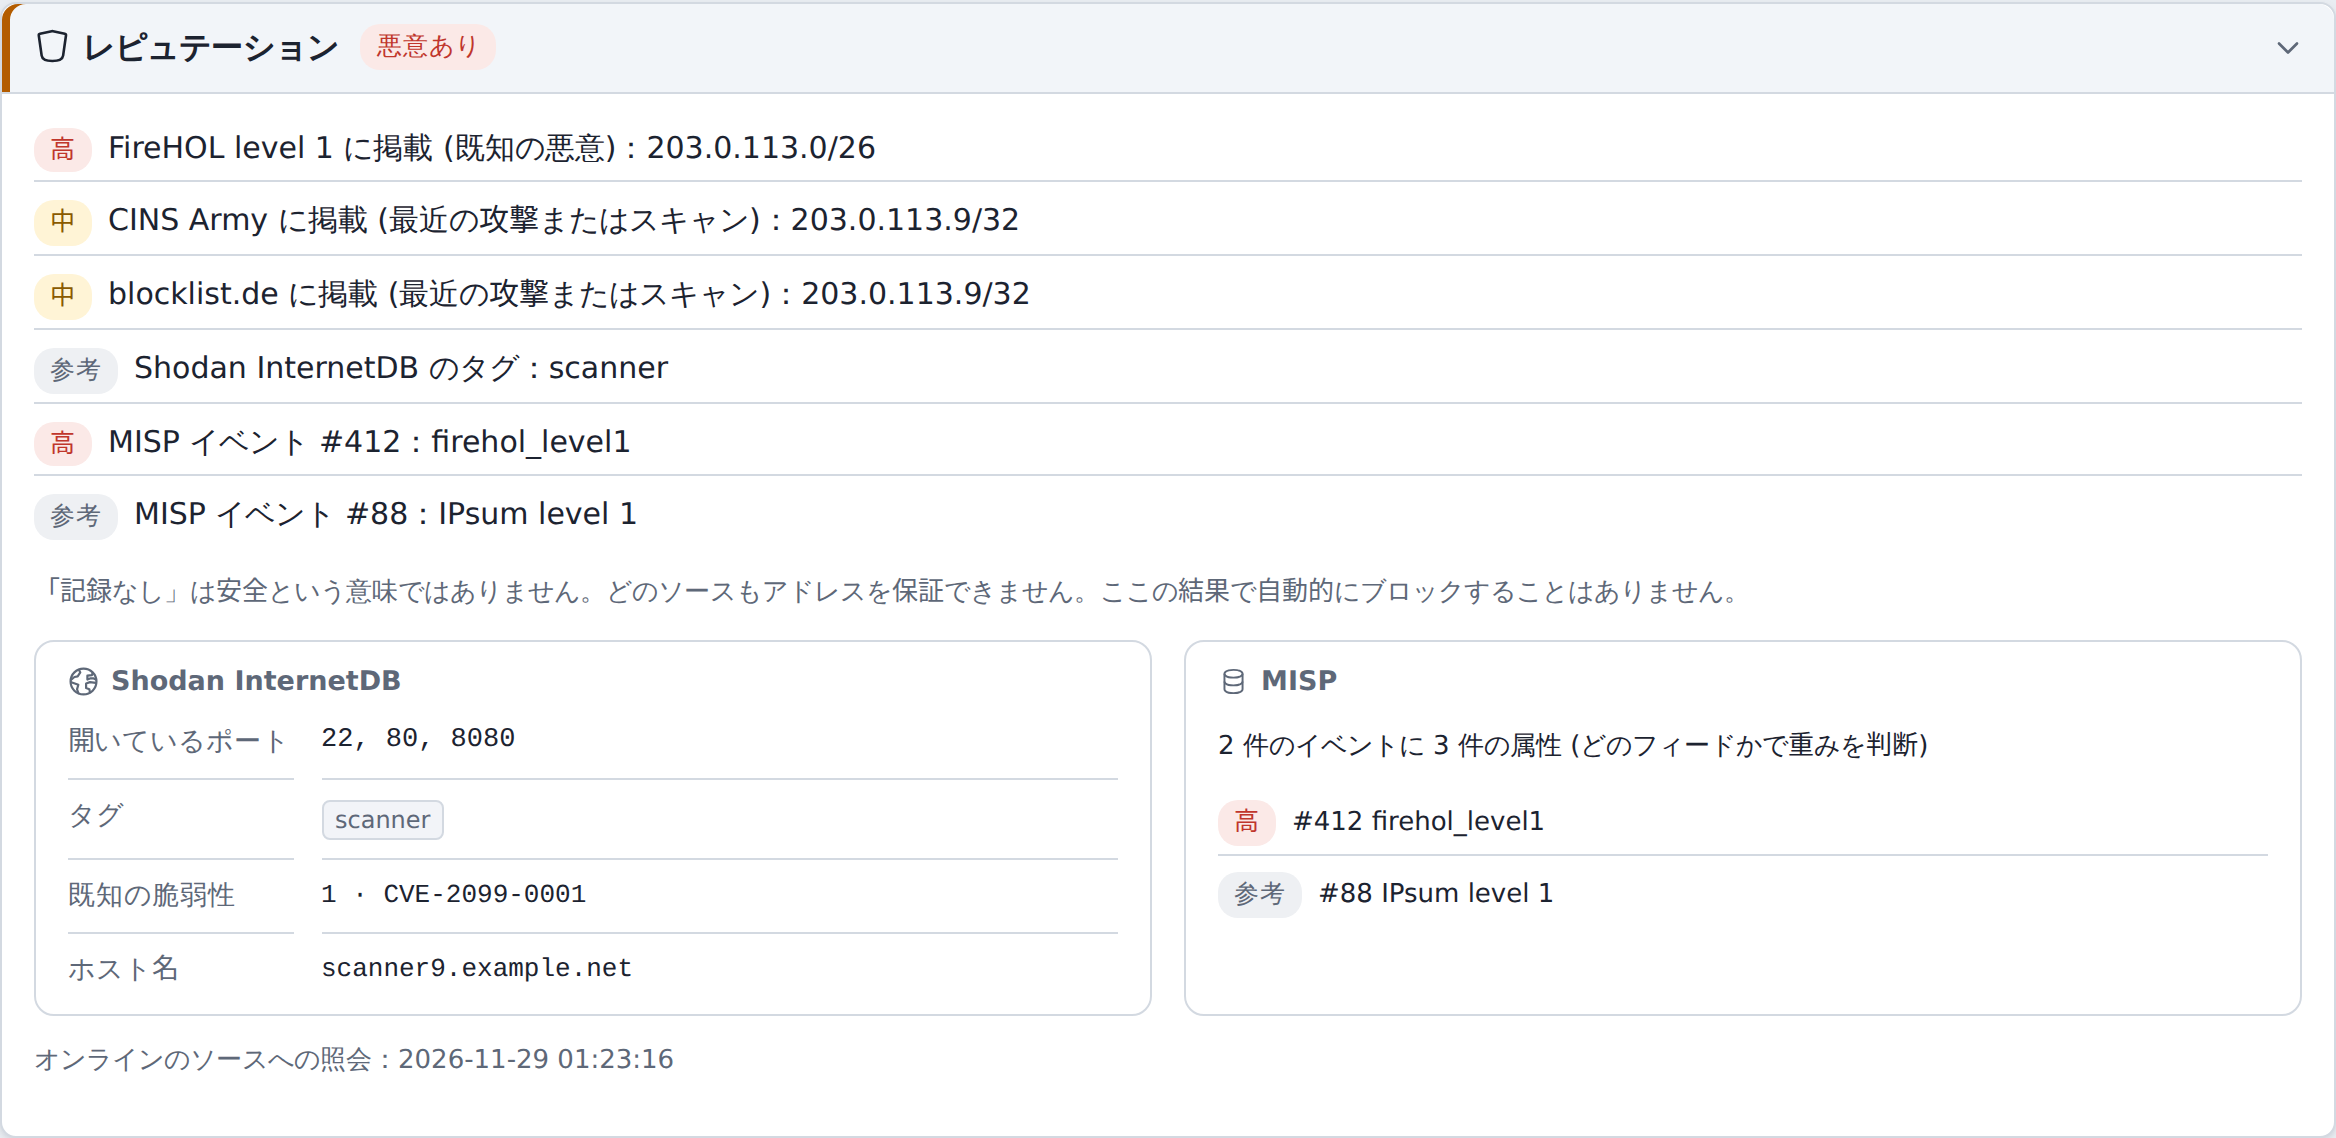 レピュテーション 悪意あり
高 FireHOL level 1 に掲載 (既知の悪意)：203.0.113.0/26
中 CINS Army に掲載 (最近の攻撃またはスキャン)：203.0.113.9/32
中 blocklist.de に掲載 (最近の攻撃またはスキャン)：203.0.113.9/32
参考 Shodan InternetDB のタグ：scanner
高 MISP イベント #412：firehol_level1
参考 MISP イベント #88：IPsum level 1
「記録なし」は安全という意味ではありません。どのソースもアドレスを保証できません。ここの結果で自動的にブロックすることはありません。
Shodan InternetDB
開いているポート 22, 80, 8080
タグ scanner
既知の脆弱性 1 · CVE-2099-0001
ホスト名 scanner9.example.net
MISP
2 件のイベントに 3 件の属性 (どのフィードかで重みを判断)
高 #412 firehol_level1
参考 #88 IPsum level 1
オンラインのソースへの照会：2026-11-29 01:23:16